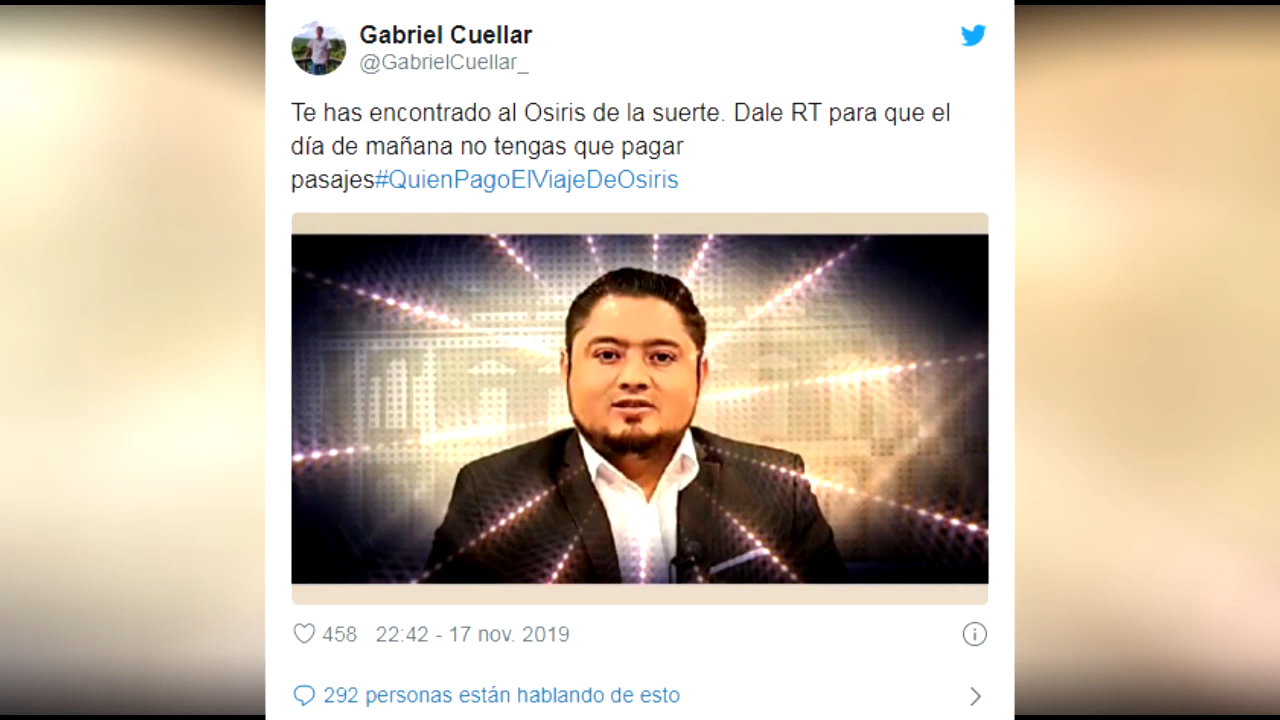 Gabriel Cuellar
@GabrielCuellar_
Te has encontrado al Osiris de la suerte. Dale RT para que el
día de mañana no tengas que pagar
pasajes#QuienPagoElViajeDeOsiris
458 22:42 - 17 nov. 2019
292 personas están hablando de esto